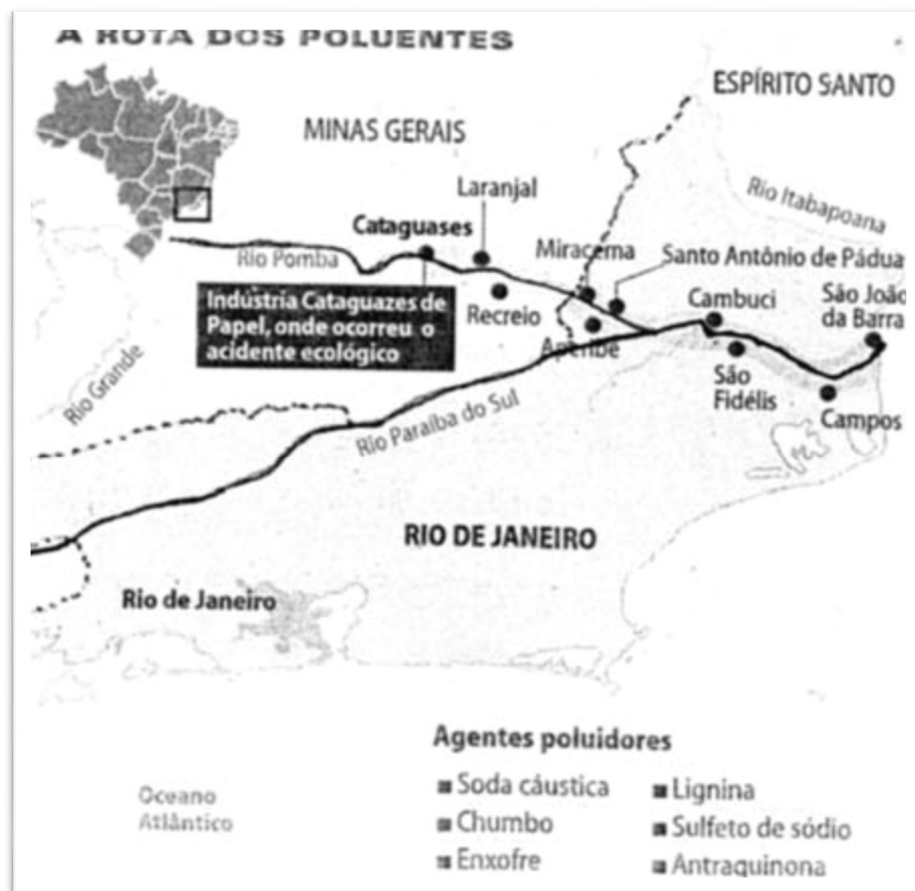 A ROTA DOS POLUENTES
ESPÍRITO SANTO
MINAS GERAIS
Laranjal
Rio Itabapoana
Cataguases
Miracema
Santo Antônio de Pádua
Rio Pomba
Indústria Cataguazes de
Papel, onde ocorreu o
acidente ecológico
Recreio
Cambuci
São João
da Barra
Aperibé
São
Fidélis
Campos
Rio Grande
Rio Paraíba do Sul
RIO DE JANEIRO
Rio de Janeiro
Agentes poluidores
Soda cáustica
Lignina
Chumbo
Sulfeto de sódio
Enxofre
Antraquinona
Oceano
Atlântico